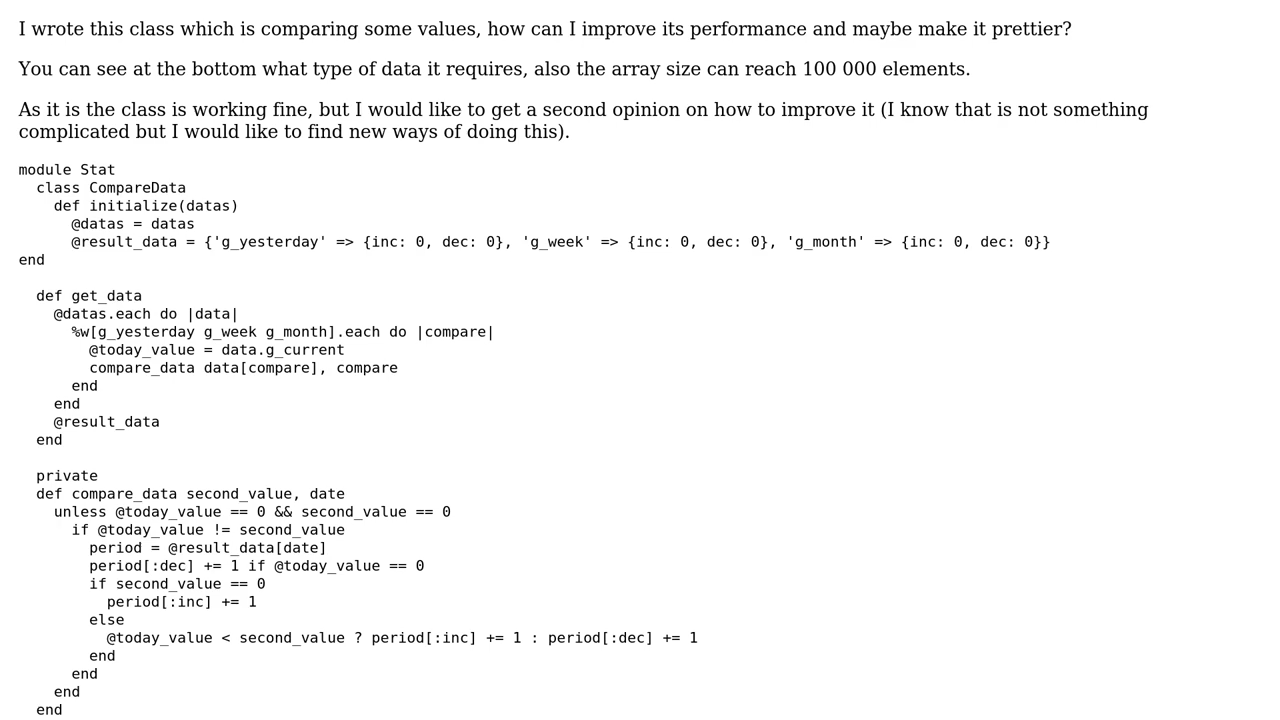 I wrote this class which is comparing some values, how can I improve its performance and maybe make it prettier?
You can see at the bottom what type of data it requires, also the array size can reach 100 000 elements.
As it is the class is working fine, but I would like to get a second opinion on how to improve it (I know that is not something
complicated but I would like to find new ways of doing this).
module Stat
  class CompareData
    def initialize(datas)
      @datas = datas
      @result_data = {'g_yesterday' => {inc: 0, dec: 0}, 'g_week' => {inc: 0, dec: 0}, 'g_month' => {inc: 0, dec: 0}}
end
  def get_data
    @datas.each do |data|
      %w[g_yesterday g_week g_month].each do |compare|
        @today_value = data.g_current
        compare_data data[compare], compare
      end
    end
    @result_data
  end
  private
  def compare_data second_value, date
    unless @today_value == 0 && second_value == 0
      if @today_value != second_value
        period = @result_data[date]
        period[:dec] += 1 if @today_value == 0
        if second_value == 0
          period[:inc] += 1
        else
          @today_value < second_value ? period[:inc] += 1 : period[:dec] += 1
        end
      end
    end
  end